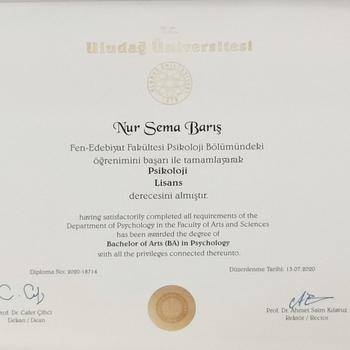 T.C.
Uludağ Üniversitesi
Nur Sema Barış
Fen-Edebiyat Fakültesi Psikoloji Bölümündeki
öğrenimini başarı ile tamamlayarak
Psikoloji
Lisans
derecesini almıştır.
having satisfactorily completed all requirements of the
Department of Psychology in the Faculty of Arts and Sciences
has been awarded the degree of
Bachelor of Arts (BA) in Psychology
with all the privileges connected thereunto.
Diploma No: 2020-18714
Düzenlenme Tarihi: 13.07.2020
Prof. Dr. Cafer Çiftci
Dekan / Dean
Prof. Dr. Ahmet Saim Kılavuz
Rektör / Rector